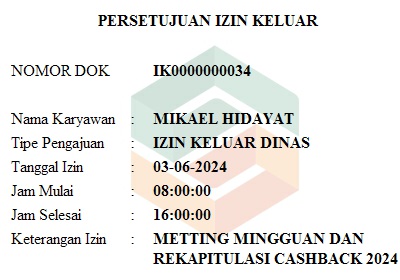 PERSETUJUAN IZIN KELUAR
NOMOR DOK IK0000000034
Nama Karyawan : MIKAEL HIDAYAT
Tipe Pengajuan : IZIN KELUAR DINAS
Tanggal Izin : 03-06-2024
Jam Mulai : 08:00:00
Jam Selesai : 16:00:00
Keterangan Izin : METTING MINGGUAN DAN
REKAPITULASI CASHBACK 2024